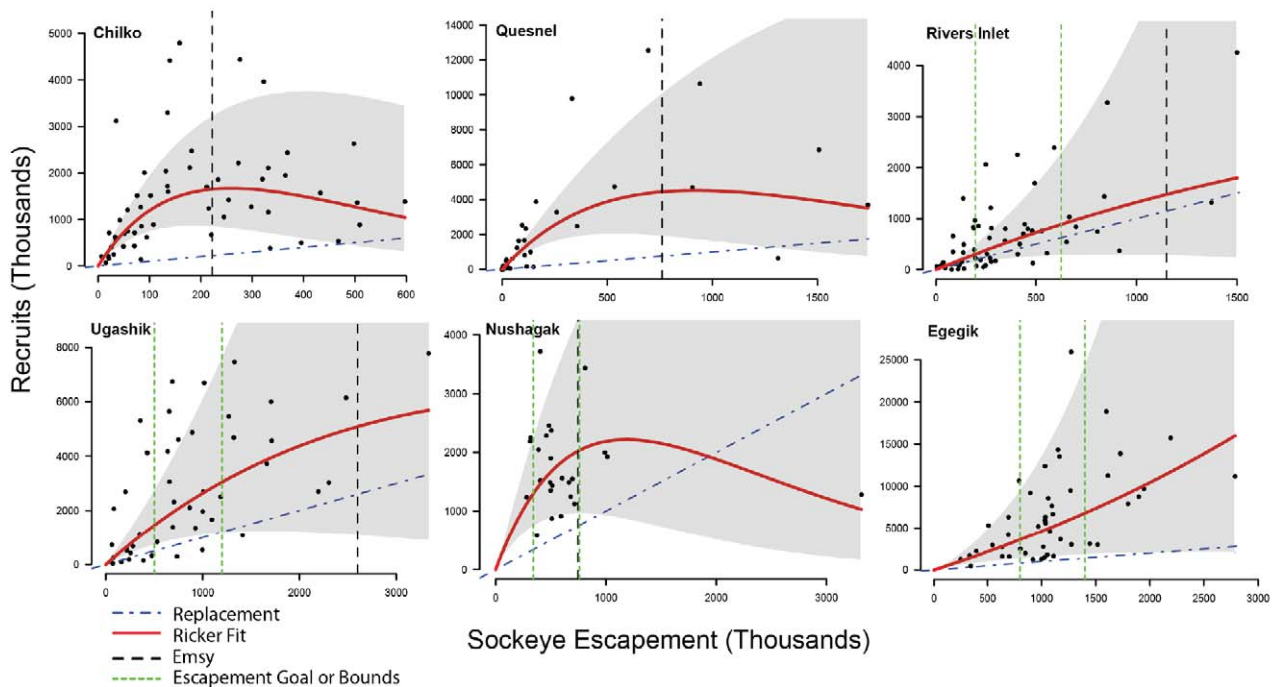 Chilko
5000
4000
3000
2000
1000
0
0 100 200 300 400 500 600
Quesnel
14000
12000
10000
8000
6000
4000
2000
0
0 500 1000 1500
Rivers Inlet
5000
4000
3000
2000
1000
0
0 500 1000 1500
Recruits (Thousands)
Ugashik
8000
6000
4000
2000
0
0 1000 2000 3000
Nushagak
4000
3000
2000
1000
0
0 1000 2000 3000
Egegik
25000
20000
15000
10000
5000
0
0 500 1000 1500 2000 2500 3000
Sockeye Escapement (Thousands)
Replacement
Ricker Fit
Emsy
Escapement Goal or Bounds